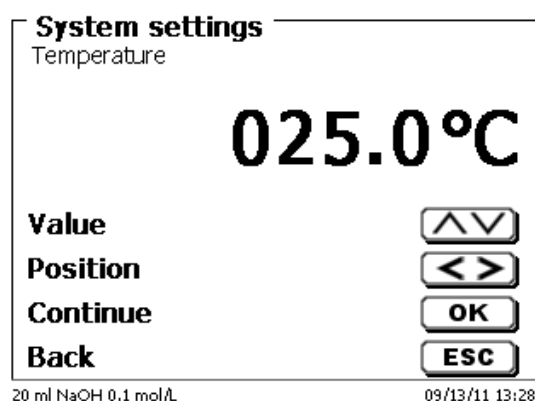 System settings
Temperature
025.0°C
Value
Position
Continue OK
Back ESC
20 ml NaOH 0.1 mol/L 09/13/11 13:28